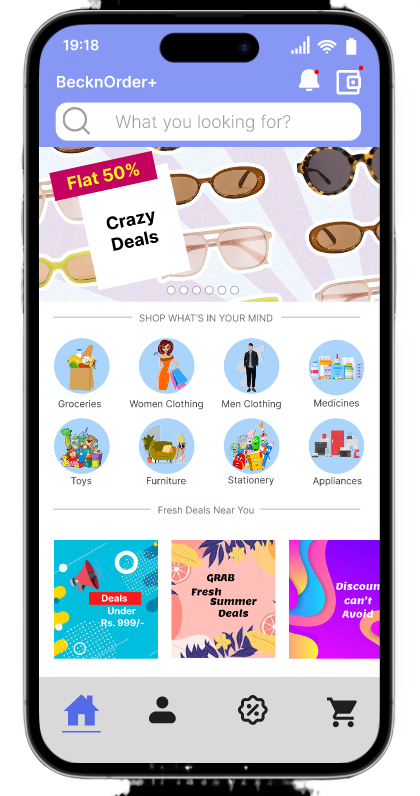 19:18
BecknOrder+
What you looking for?
Flat 50%
Crazy
Deals
SHOP WHAT'S IN YOUR MIND
Groceries
Women Clothing
Men Clothing
Medicines
Toys
Furniture
Stationery
Appliances
Fresh Deals Near You
Deals
Under
Rs. 999/-
GRAB
Fresh
Summer
Deals
Discoun
can't
Avoid